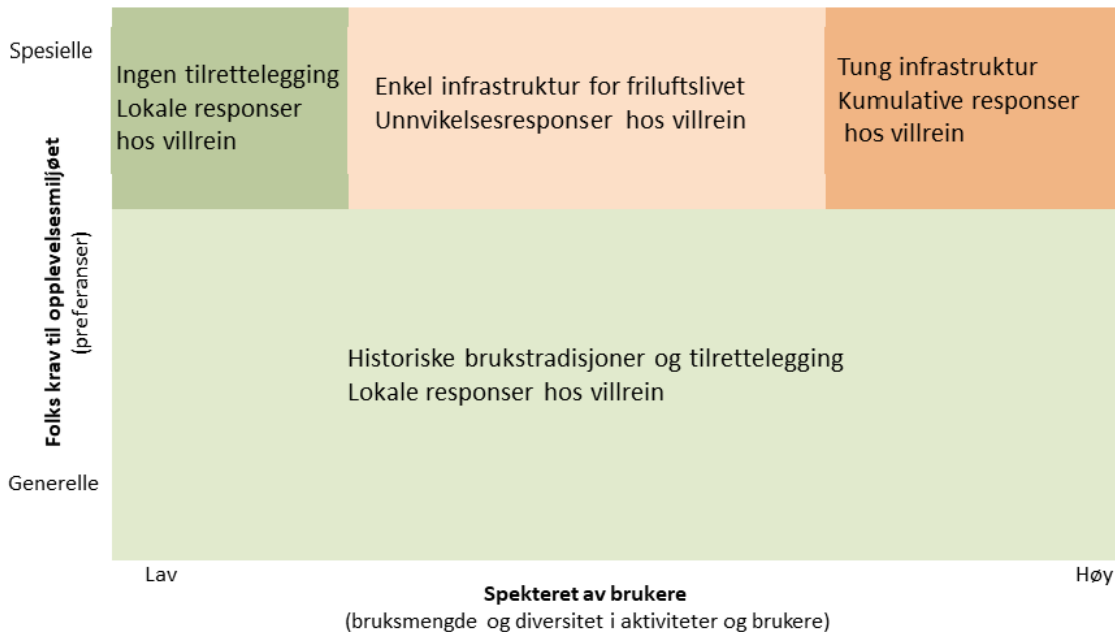 Spesielle
Ingen tilrettelegging
Lokale responser
hos villrein
Enkel infrastruktur for friluftslivet
Unnvikelsesresponser hos villrein
Tung infrastruktur
Kumulative responser
hos villrein
Folks krav til opplevelsesmiljøet
(preferanser)
Historiske brukstradisjoner og tilrettelegging
Lokale responser hos villrein
Generelle
Lav
Høy
Spekteret av brukere
(bruksmengde og diversitet i aktiviteter og brukere)